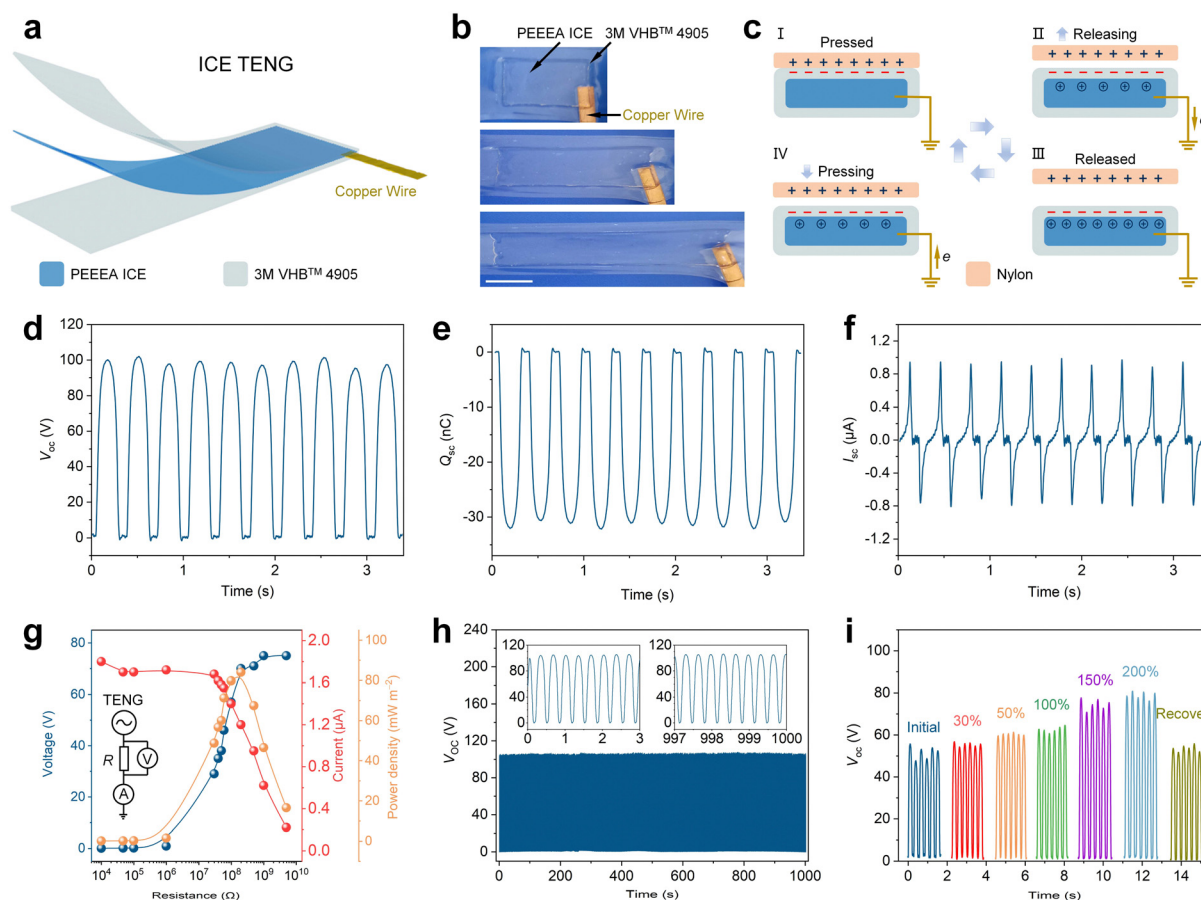 a
ICE TENG
Copper Wire
PEEEA ICE
3M VHB™ 4905
b
PEEEA ICE 3M VHB™ 4905
Copper Wire
c
I
Pressed
+ + + + + + + +
II
Releasing
+ + + + + + + +
IV
Pressing
+ + + + + + + +
e
III
Released
+ + + + + + + +
Nylon
d
120
100
80
60
40
20
0
Voc (V)
0 1 2 3
Time (s)
e
0
-10
-20
-30
Qsc (nC)
0 1 2 3
Time (s)
f
1.2
0.8
0.4
0.0
-0.4
-0.8
-1.2
Isc (μA)
0 1 2 3
Time (s)
g
80
60
40
20
0
Voltage (V)
TENG
R
V
A
2.0
1.6
1.2
0.8
0.4
0.0
Current (μA)
100
80
60
40
20
0
Power density (mW m⁻²)
10⁴ 10⁵ 10⁶ 10⁷ 10⁸ 10⁹ 10¹⁰
Resistance (Ω)
h
240
200
160
120
80
40
0
VOC (V)
120
80
40
0
0 1 2 3
120
80
40
0
997 998 999 1000
0 200 400 600 800 1000
Time (s)
i
100
80
60
40
20
0
Voc (V)
Initial
30%
50%
100%
150%
200%
0 2 4 6 8 10 12 14
Time (s)